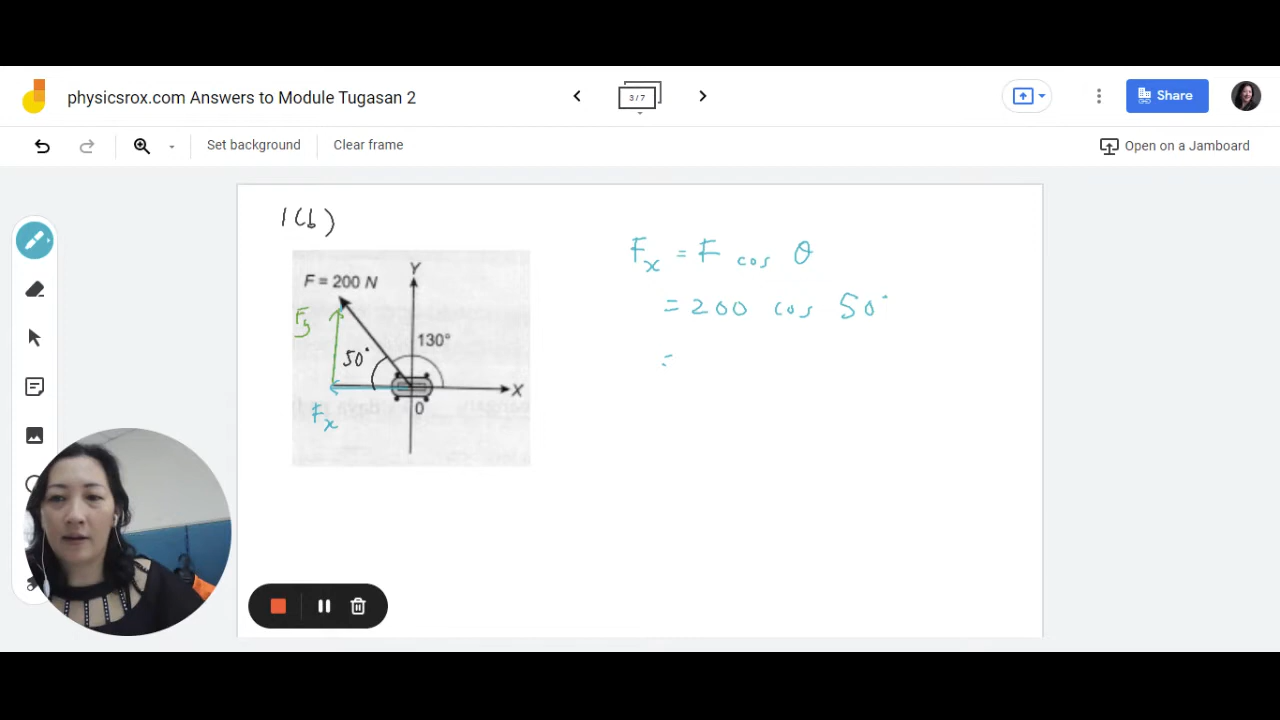 physicsrox.com Answers to Module Tugasan 2
3 / 7
Share
Set background
Clear frame
Open on a Jamboard
1(b)
F = 200 N
Y
Fy
50°
130°
X
0
Fx
Fx = F cos θ
= 200 cos 50°
=